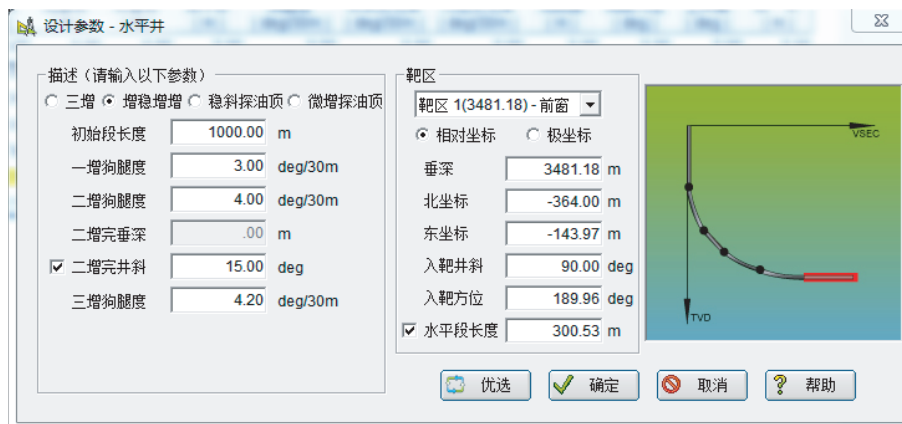 设计参数 - 水平井
描述（请输入以下参数）
三增 增稳增增 稳斜探油顶 微增探油顶
初始段长度 1000.00 m
一增狗腿度 3.00 deg/30m
二增狗腿度 4.00 deg/30m
二增完垂深 .00 m
二增完井斜 15.00 deg
三增狗腿度 4.20 deg/30m
靶区
靶区 1(3481.18) - 前窗
相对坐标 极坐标
垂深 3481.18 m
北坐标 -364.00 m
东坐标 -143.97 m
入靶井斜 90.00 deg
入靶方位 189.96 deg
水平段长度 300.53 m
VSEC
TVD
优选 确定 取消 帮助